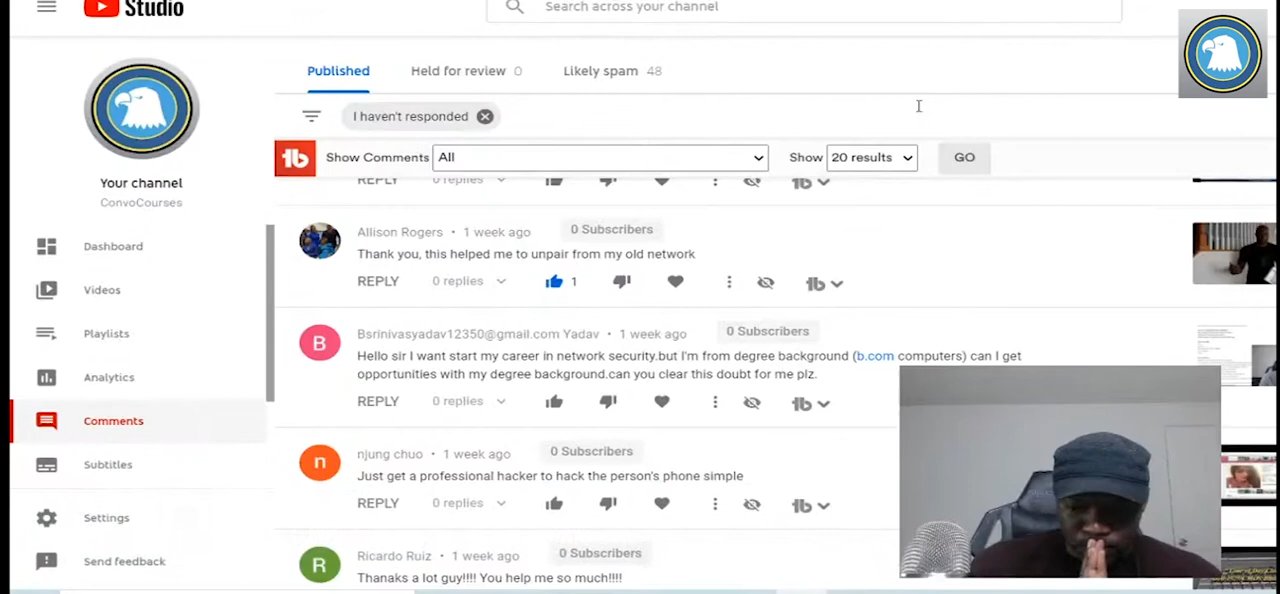 Studio
Search across your channel
Published
Held for review 0
Likely spam 48
I haven't responded
Show Comments All
Show 20 results
GO
Your channel
ConvoCourses
Dashboard
Videos
Playlists
Analytics
Comments
Subtitles
Settings
Send feedback
REPLY 0 replies
Allison Rogers • 1 week ago 0 Subscribers
Thank you, this helped me to unpair from my old network
REPLY 0 replies 1
B
Bsrinivasyadav12350@gmail.com Yadav • 1 week ago 0 Subscribers
Hello sir I want start my career in network security.but I'm from degree background (b.com computers) can I get
opportunities with my degree background.can you clear this doubt for me plz.
REPLY 0 replies
n
njung chuo • 1 week ago 0 Subscribers
Just get a professional hacker to hack the person's phone simple
REPLY 0 replies
R
Ricardo Ruiz • 1 week ago 0 Subscribers
Thanaks a lot guy!!!! You help me so much!!!!